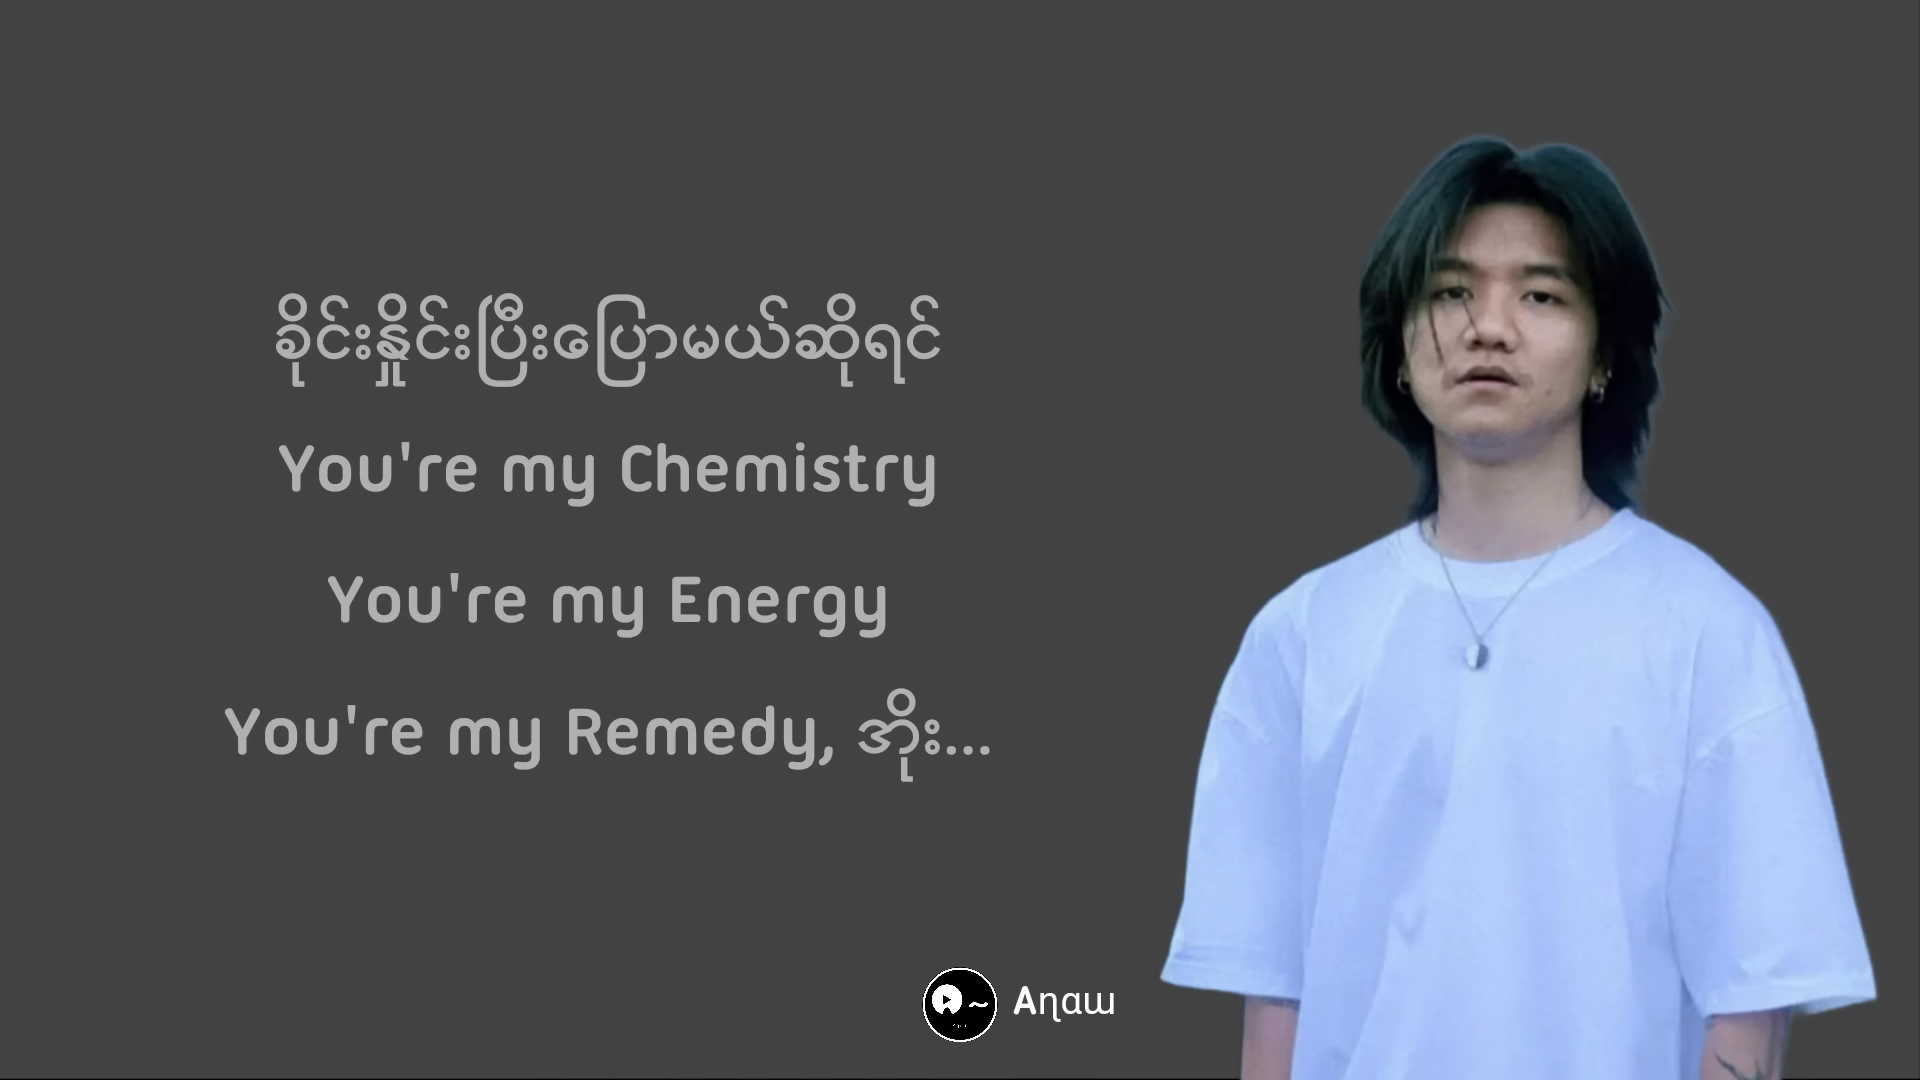 ခိုင်းနှိုင်းပြီးပြောမယ်ဆိုရင်
You're my Chemistry
You're my Energy
You're my Remedy, အိုး...
Aɳaɯ